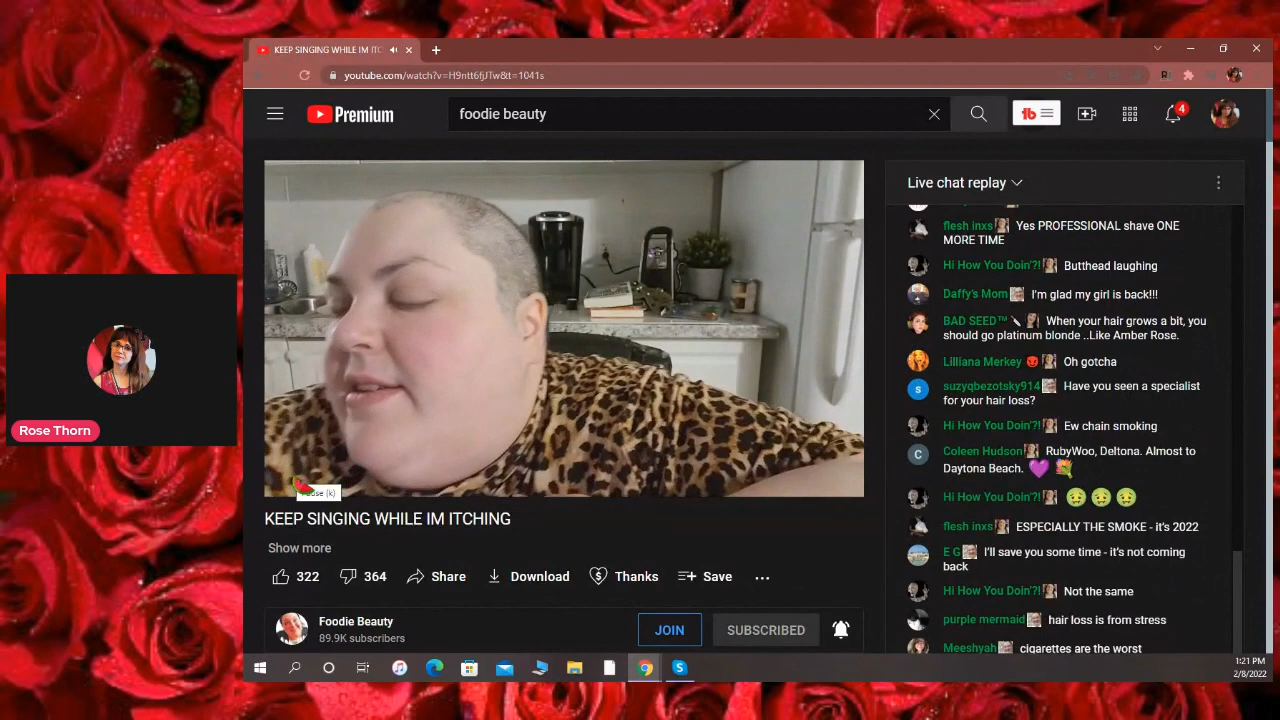 KEEP SINGING WHILE IM ITC
youtube.com/watch?v=H9ntt6fjJTw&t=1041s
Premium
foodie beauty
4
Live chat replay
flesh inxs Yes PROFESSIONAL shave ONE
MORE TIME
Hi How You Doin'?! Butthead laughing
Daffy's Mom I'm glad my girl is back!!!
BAD SEED™ When your hair grows a bit, you
should go platinum blonde ..Like Amber Rose.
Lilliana Merkey Oh gotcha
suzyqbezotsky914 Have you seen a specialist
for your hair loss?
Hi How You Doin'?! Ew chain smoking
Coleen Hudson RubyWoo, Deltona. Almost to
Daytona Beach. 💜 💐
Hi How You Doin'?! 🤢 🤢 🤢
flesh inxs ESPECIALLY THE SMOKE - it's 2022
E G I'll save you some time - it's not coming
back
Hi How You Doin'?! Not the same
purple mermaid hair loss is from stress
Meeshyah cigarettes are the worst
Rose Thorn
(k)
KEEP SINGING WHILE IM ITCHING
Show more
322 364 Share Download Thanks Save
Foodie Beauty
89.9K subscribers
JOIN SUBSCRIBED
1:21 PM
2/8/2022